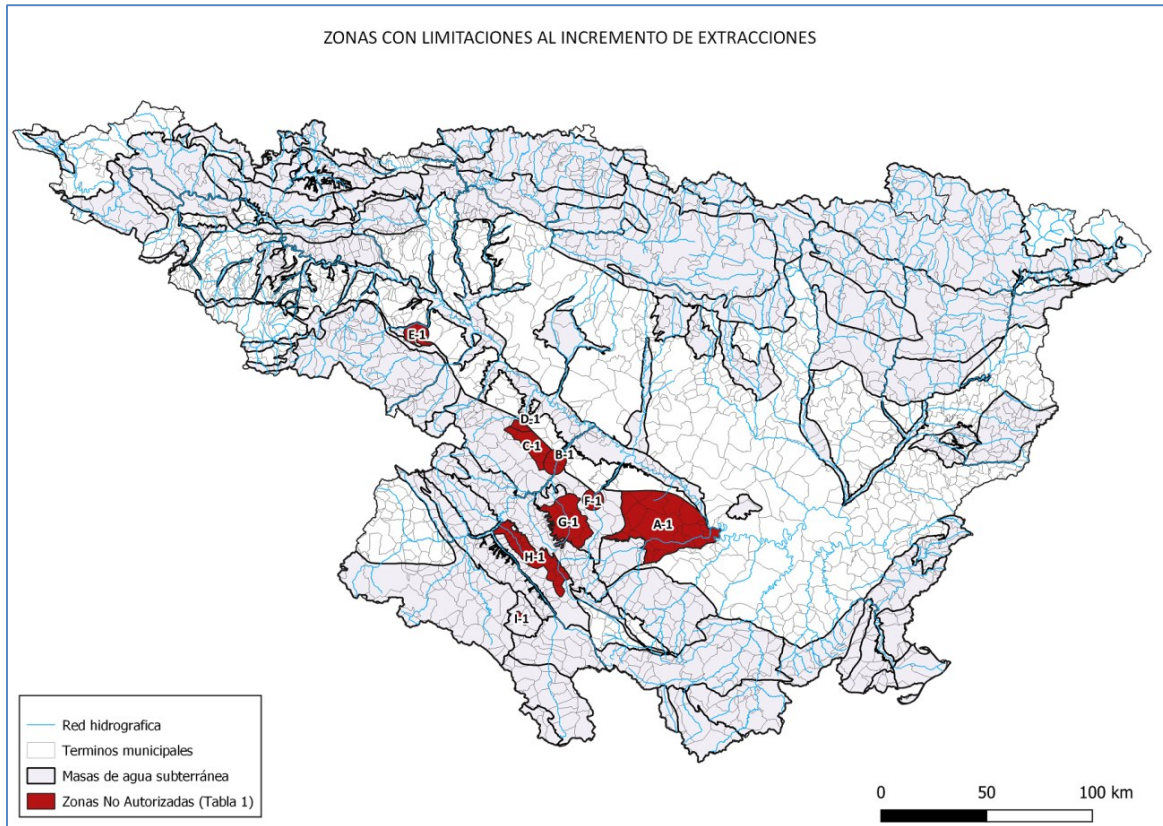 ZONAS CON LIMITACIONES AL INCREMENTO DE EXTRACCIONES
E-1
D-1
C-1
B-1
F-1
G-1
A-1
H-1
I-1
Red hidrografica
Terminos municipales
Masas de agua subterránea
Zonas No Autorizadas (Tabla 1)
0 50 100 km